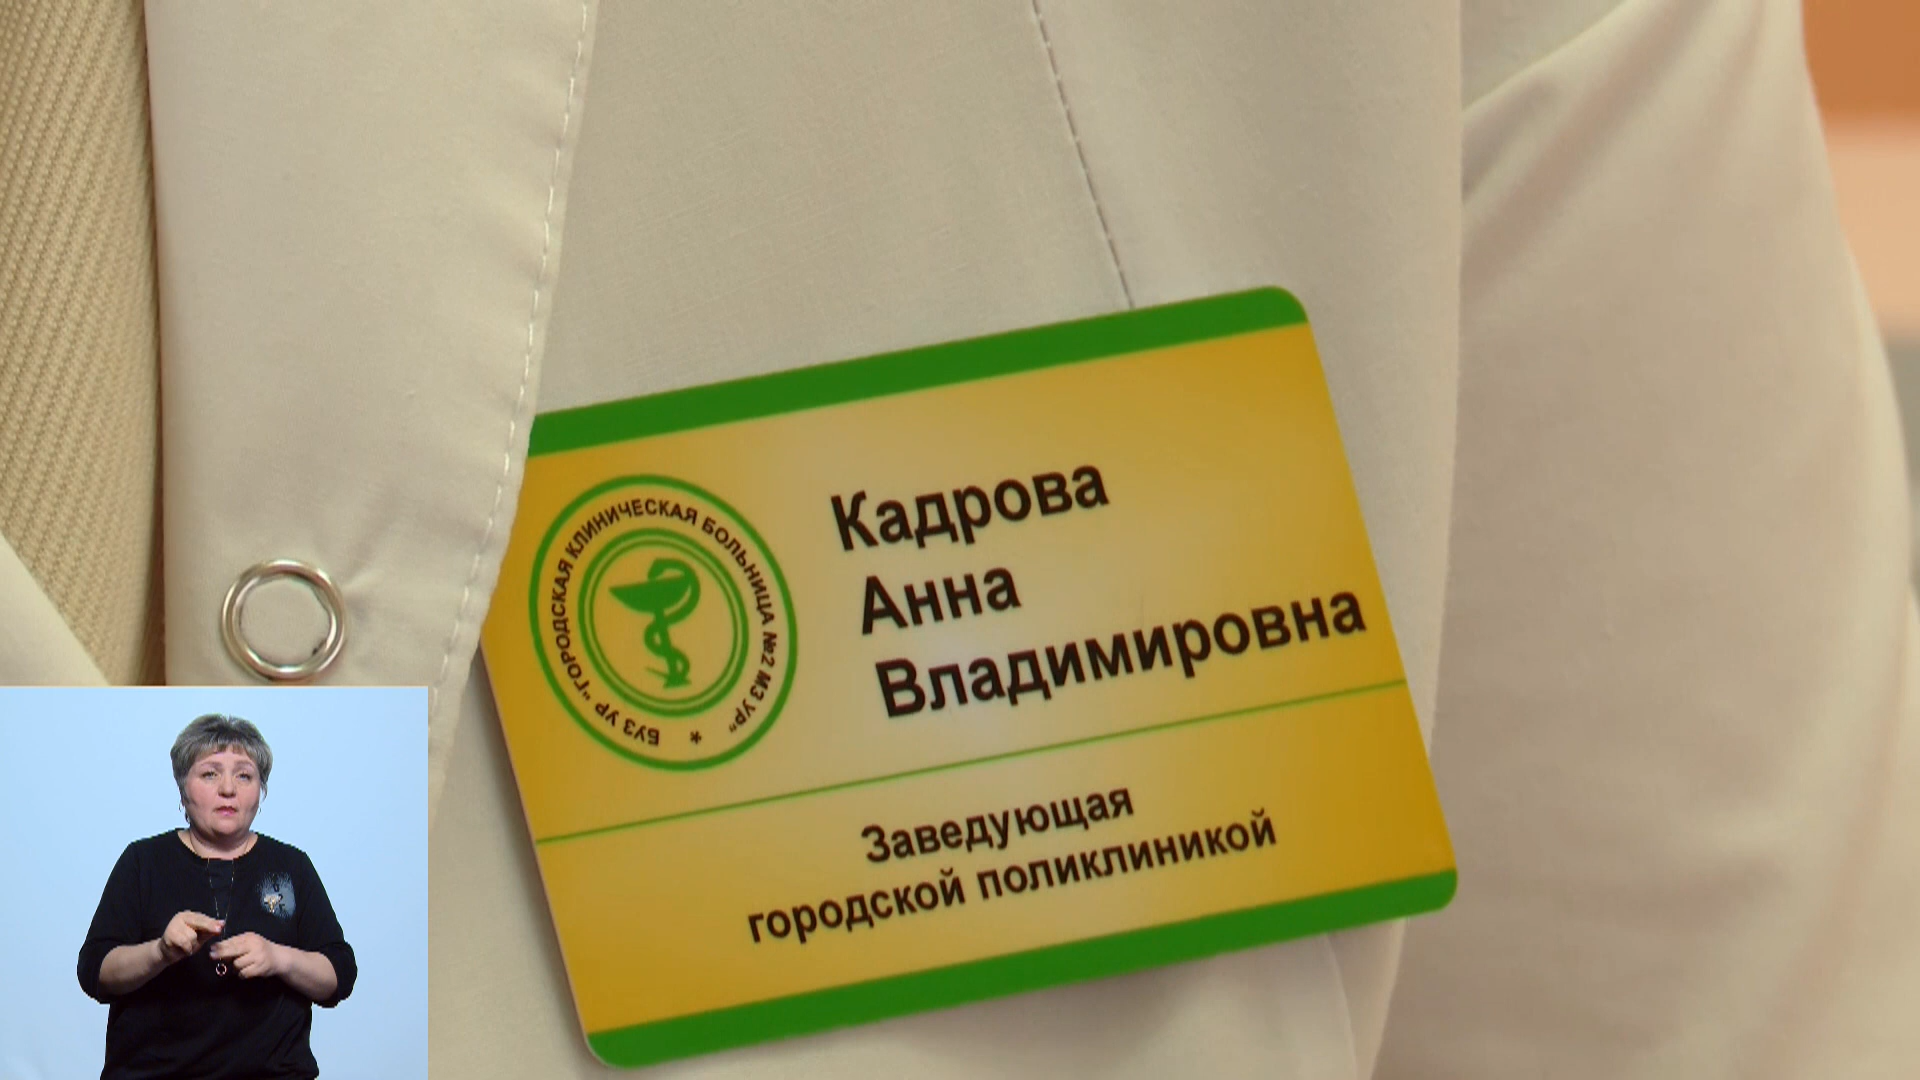 БУЗ УР "ГОРОДСКАЯ КЛИНИЧЕСКАЯ БОЛЬНИЦА №2 МЗ УР" *
Кадрова
Анна
Владимировна
Заведующая
городской поликлиникой